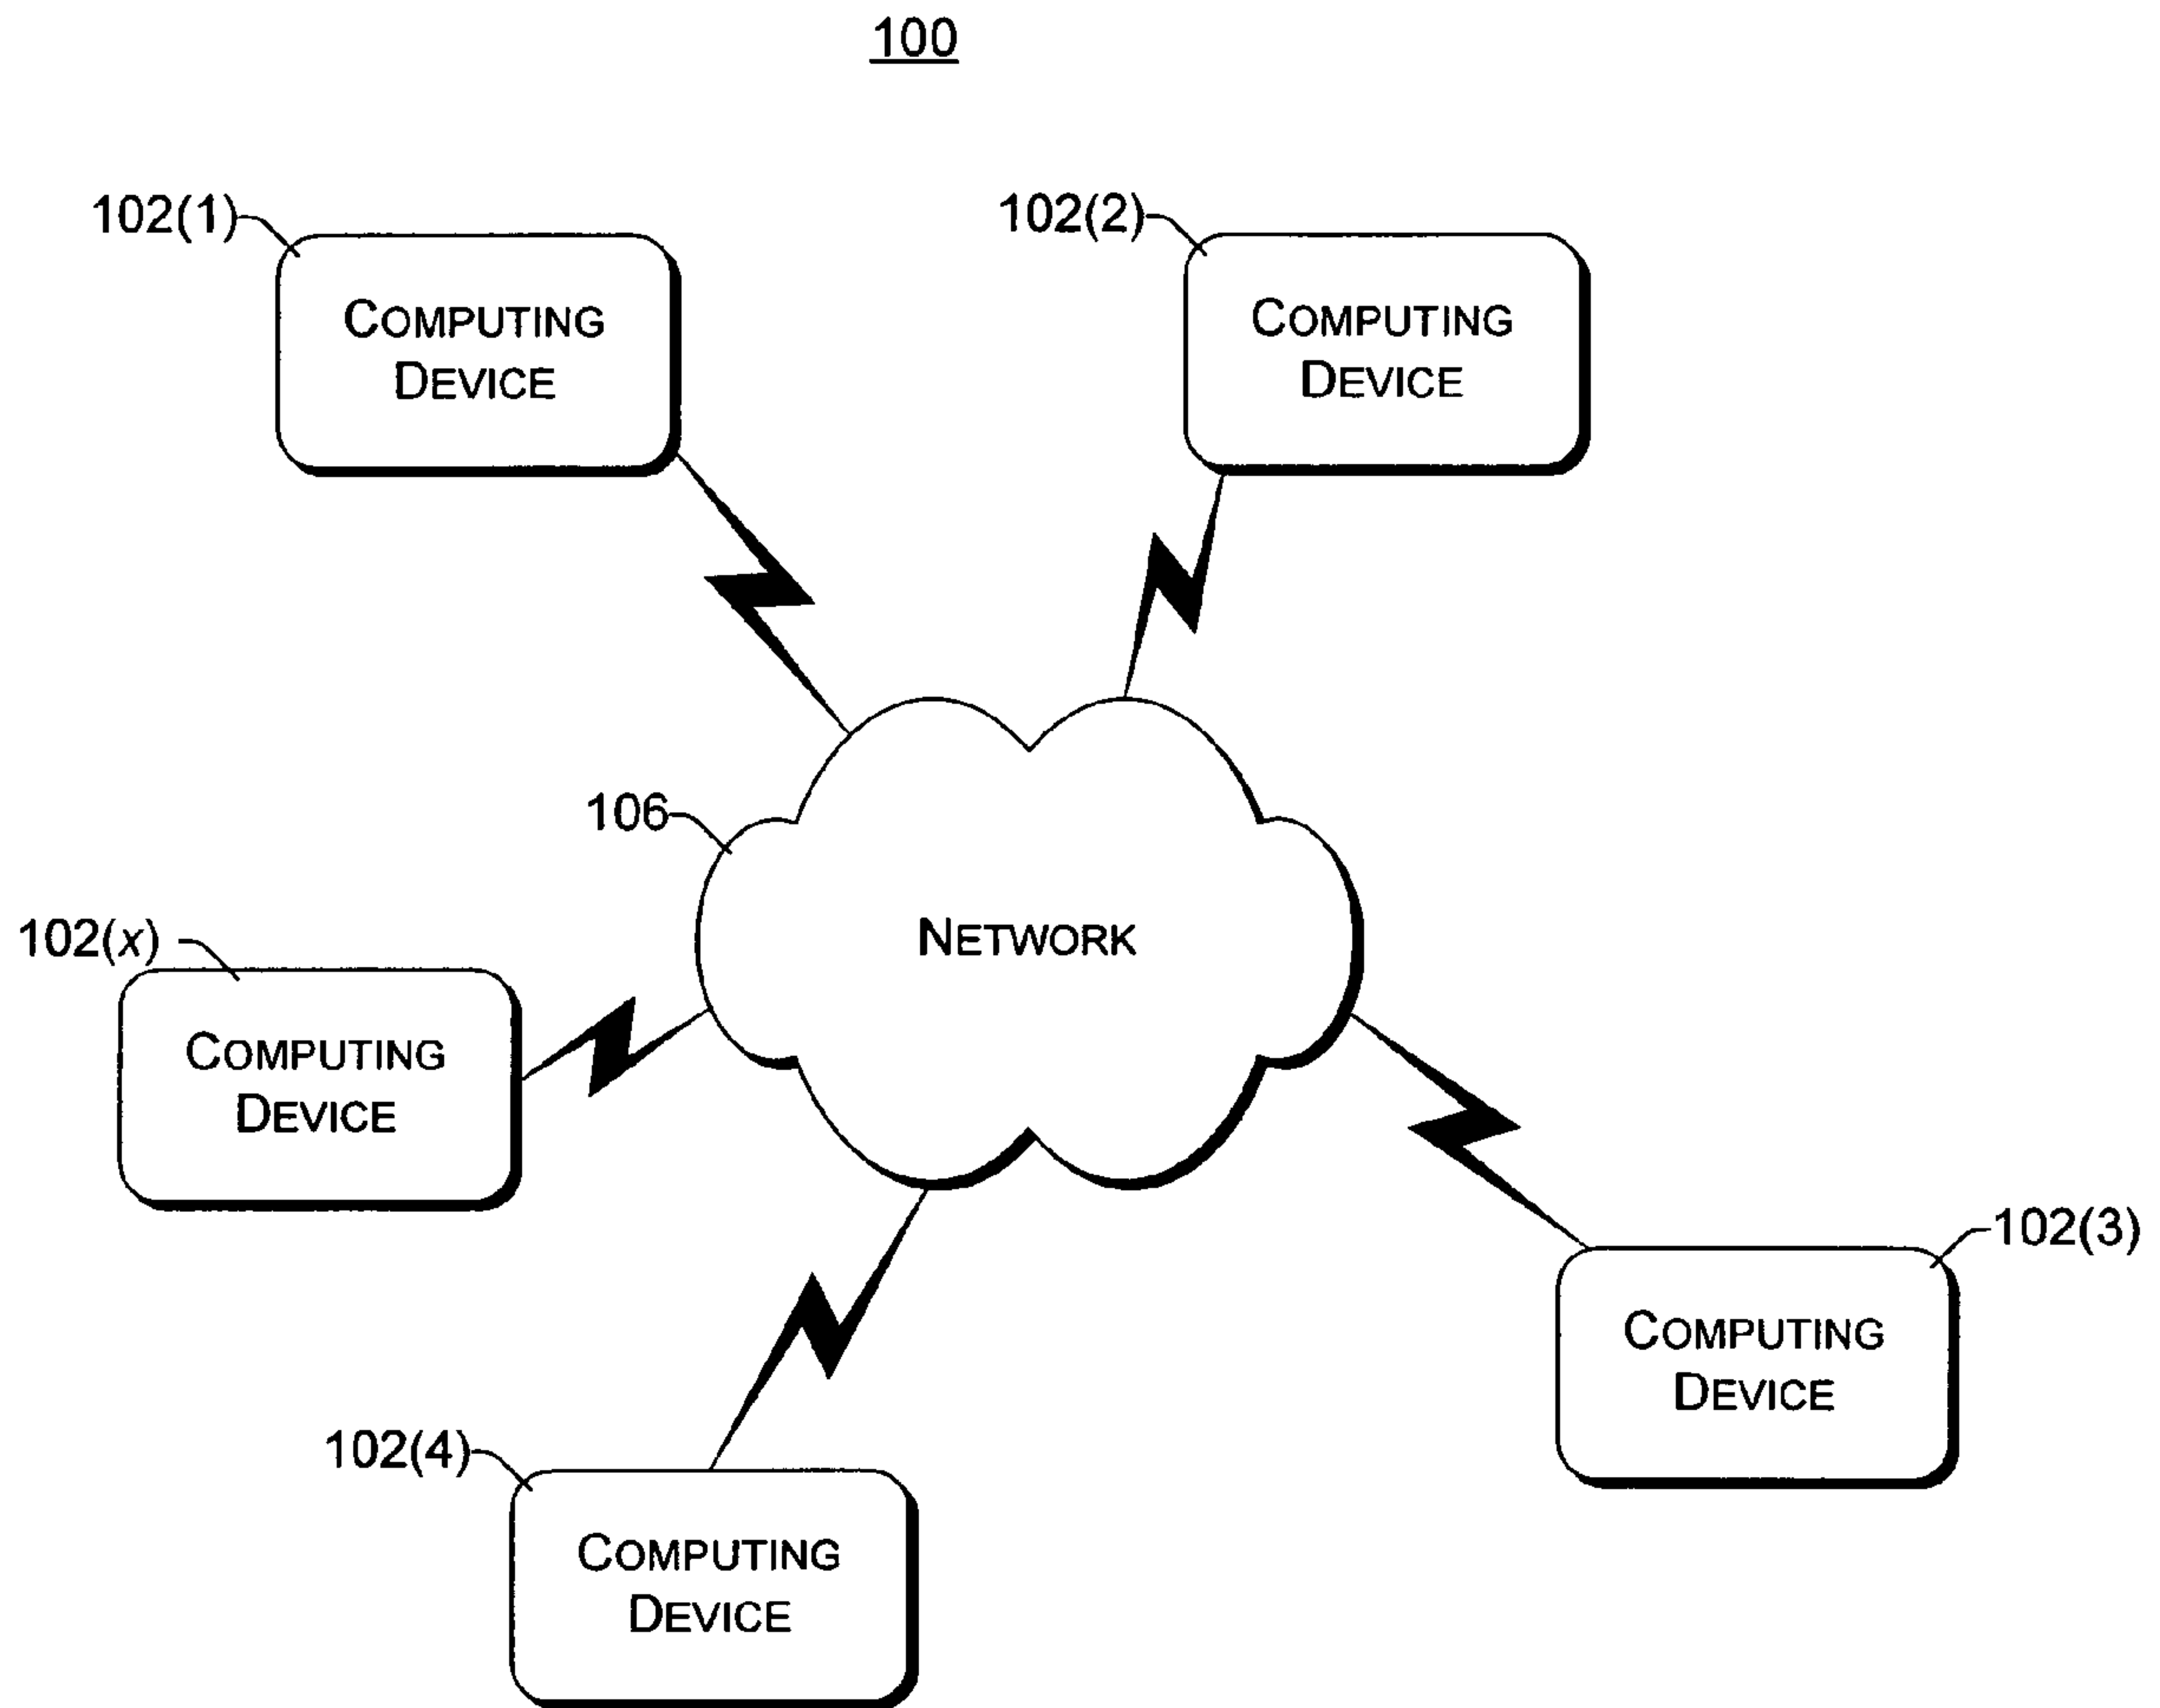 100
102(1)
COMPUTING
DEVICE
102(2)
COMPUTING
DEVICE
106
NETWORK
102(x)
COMPUTING
DEVICE
102(3)
COMPUTING
DEVICE
102(4)
COMPUTING
DEVICE